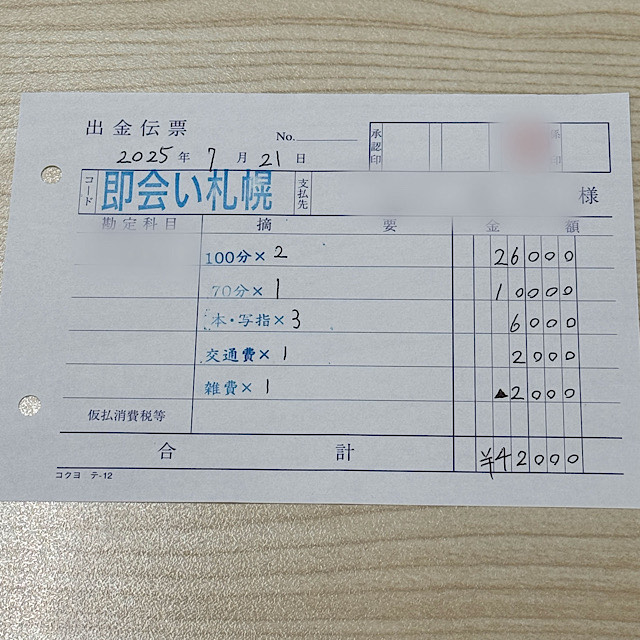 出金伝票 No. 承認印 係印
2025年7月21日
コード 即会い札幌 支払先 様
勘定科目 摘要 金額
100分×2 26000
70分×1 10000
本・写指×3 6000
交通費×1 2000
雑費×1 ▲2000
仮払消費税等
合計 ¥42000
コクヨ テ-12